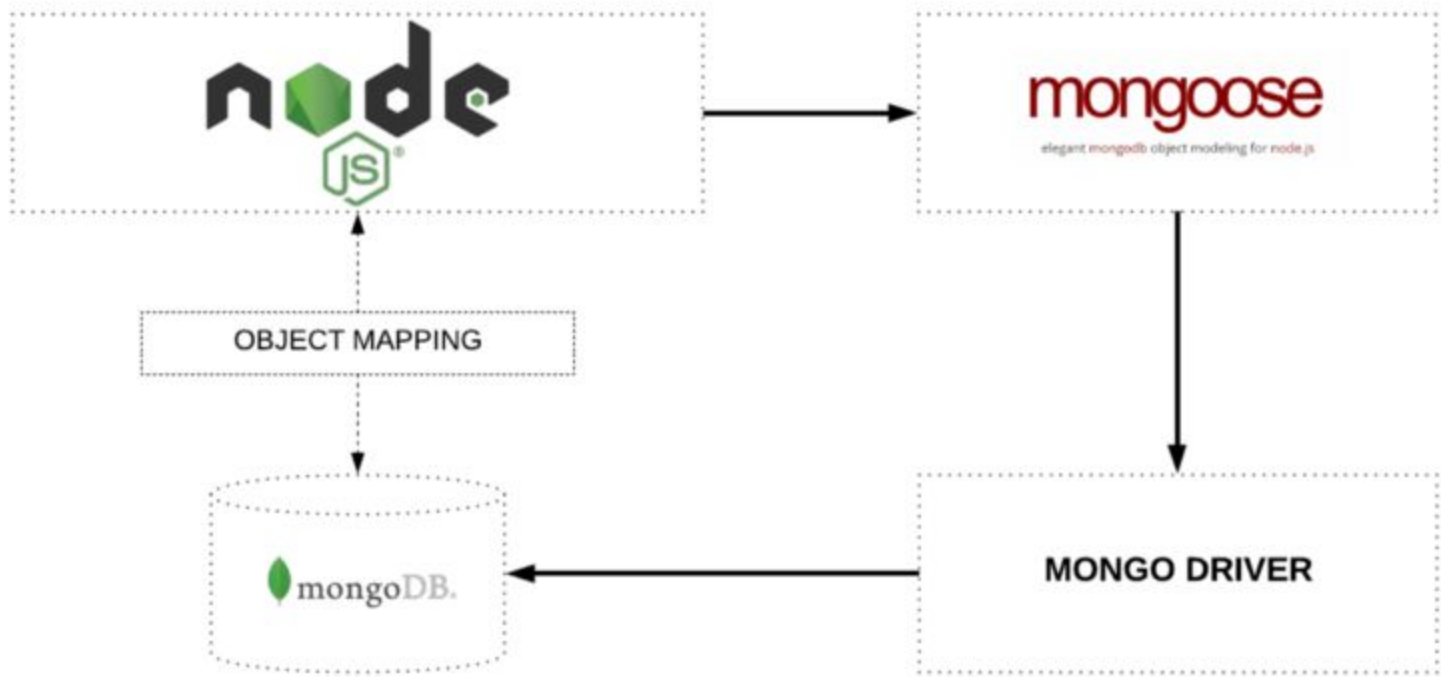 node
JS®
mongoose
elegant mongodb object modeling for node.js
OBJECT MAPPING
mongoDB.
MONGO DRIVER